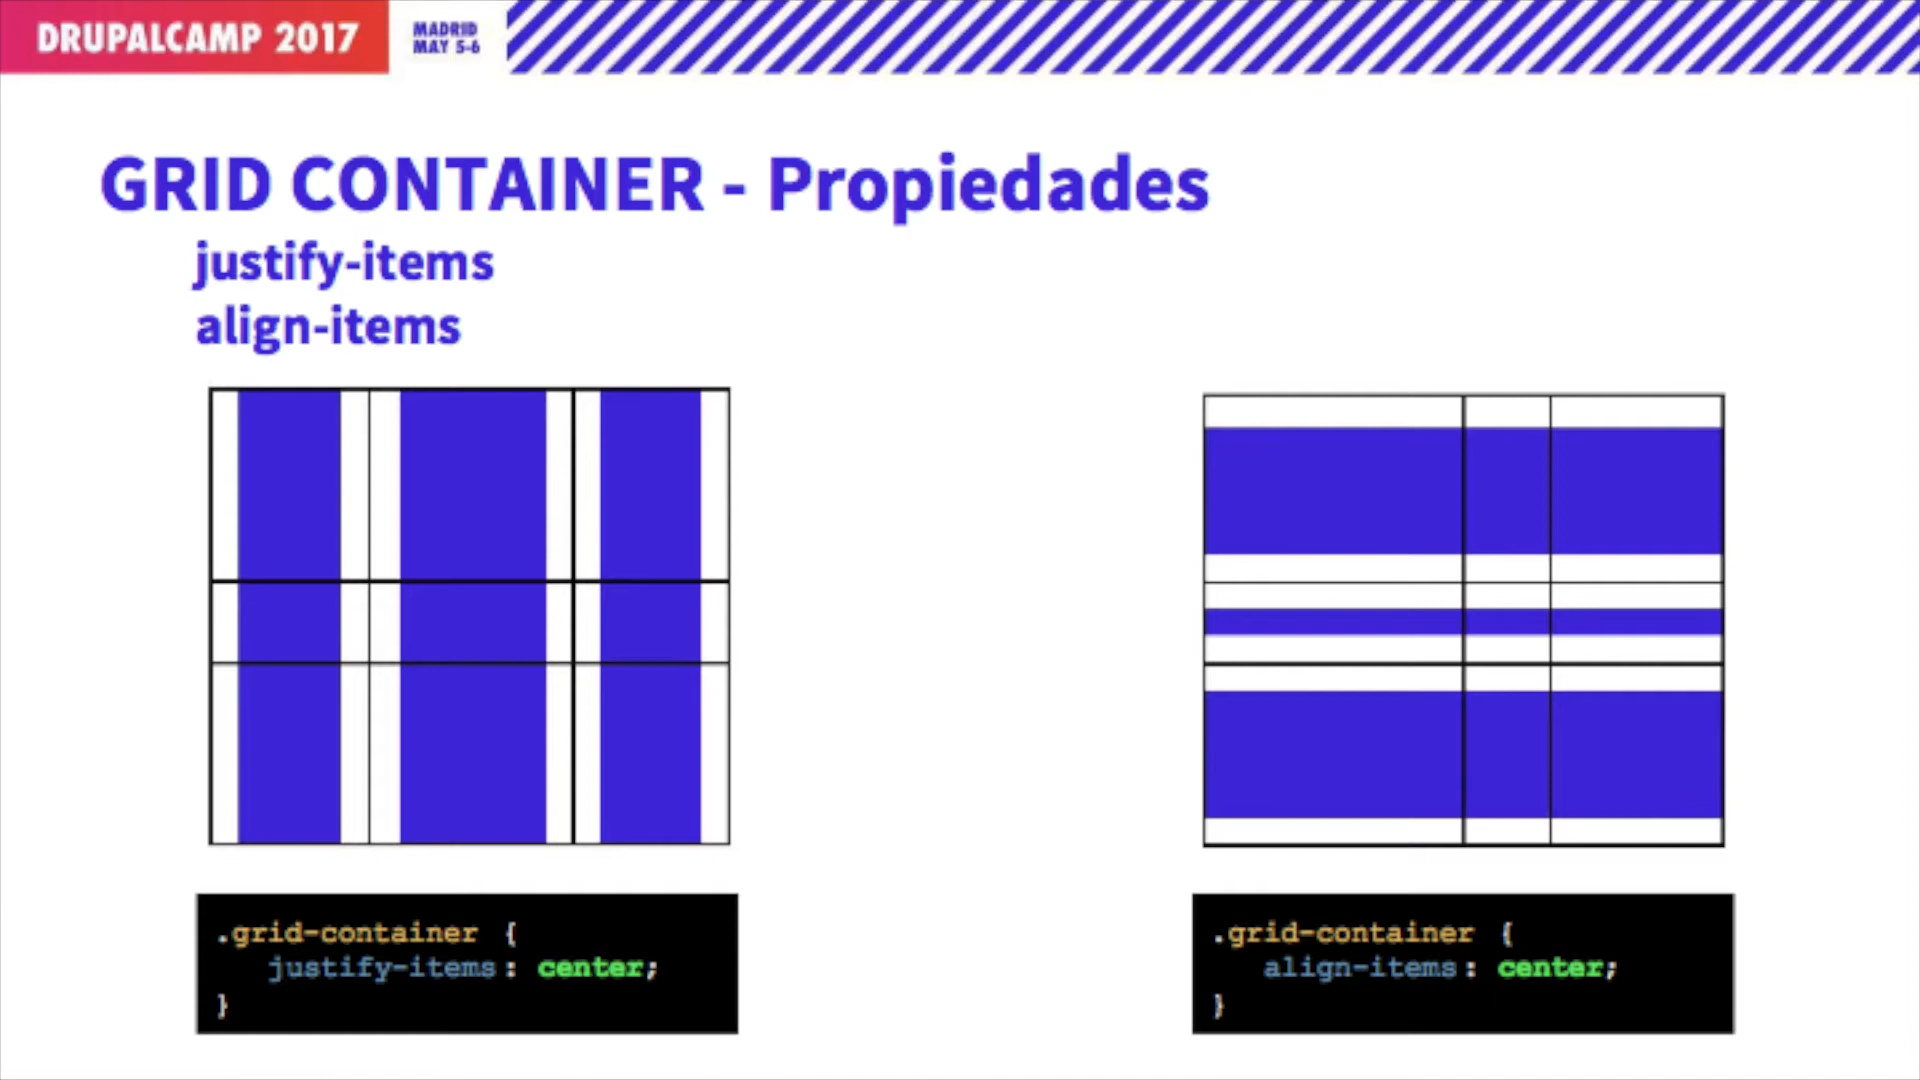 DRUPALCAMP 2017
MADRID
MAY 5-6
GRID CONTAINER - Propiedades
justify-items
align-items
.grid-container {
justify-items: center;
}
.grid-container {
align-items: center;
}